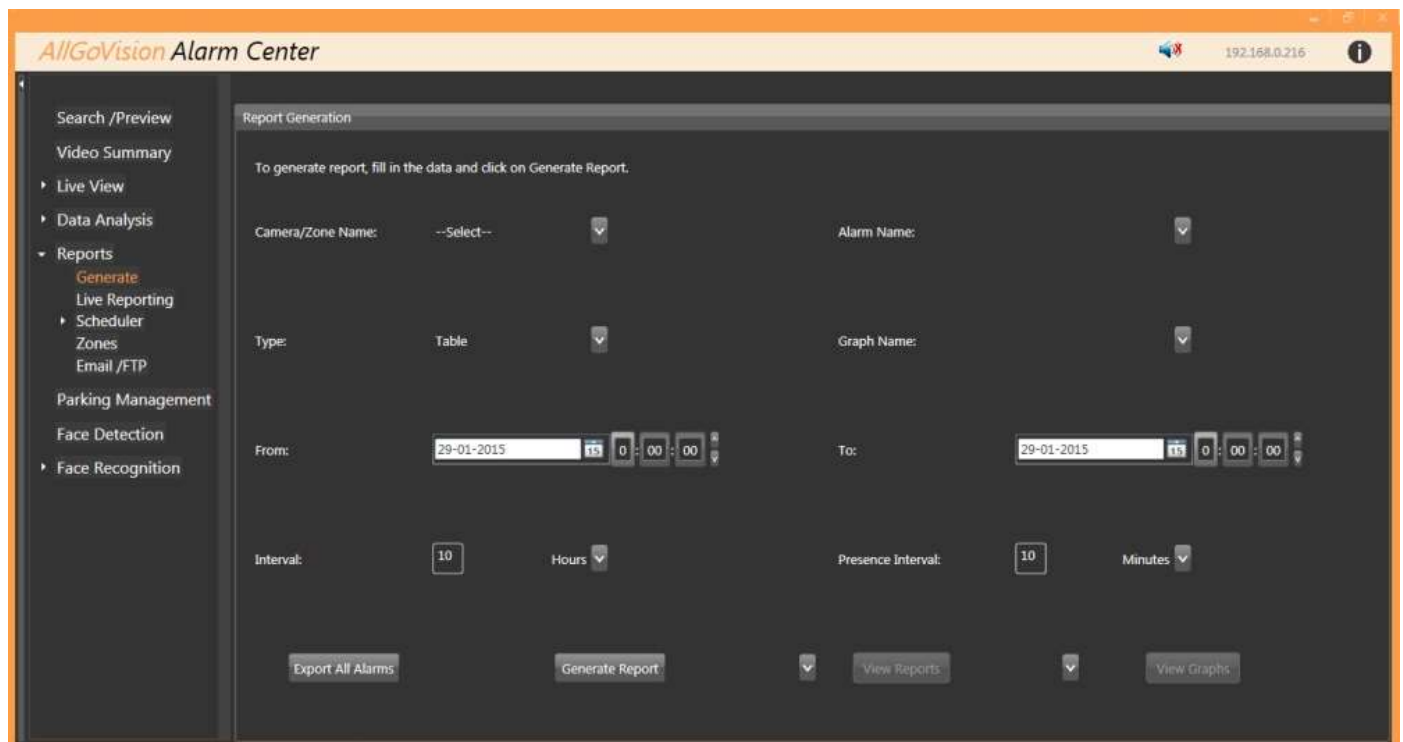 AllGoVision Alarm Center
192.168.0.216
Search /Preview
Video Summary
Live View
Data Analysis
Reports
Generate
Live Reporting
Scheduler
Zones
Email /FTP
Parking Management
Face Detection
Face Recognition
Report Generation
To generate report, fill in the data and click on Generate Report.
Camera/Zone Name: --Select-- Alarm Name:
Type: Table Graph Name:
From: 29-01-2015 15 0 : 00 : 00 To: 29-01-2015 15 0 : 00 : 00
Interval: 10 Hours Presence Interval: 10 Minutes
Export All Alarms Generate Report View Reports View Graphs